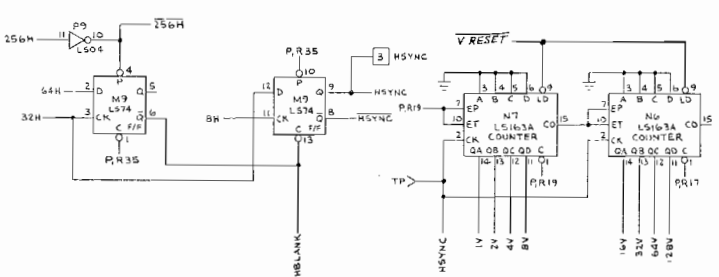 P9
256H 11 10 256H
LS04
4
64H 2 D P Q 5
M9
LS74
32H 3 CK Q 6
C F/F
1
P,R35
P,R35
10
12 D P Q 9
3 HSYNC
HSYNC
M9
LS74
8H 11 CK Q 8 HSYNC
C F/F
13
HBLANK
V RESET
3 4 5 6 9
A B C D LD
P,R19 7 EP
N7
10 ET LS163A CO 15
COUNTER
2 CK
QA QB QC QD C
14 13 12 11 1
P,R19
TP
HSYNC
1V
2V
4V
8V
3 4 5 6 9
A B C D LD
7 EP
N6
10 ET LS163A CO 15
COUNTER
2 CK
QA QB QC QD C
14 13 12 11 1
P,R17
16V
32V
64V
128V